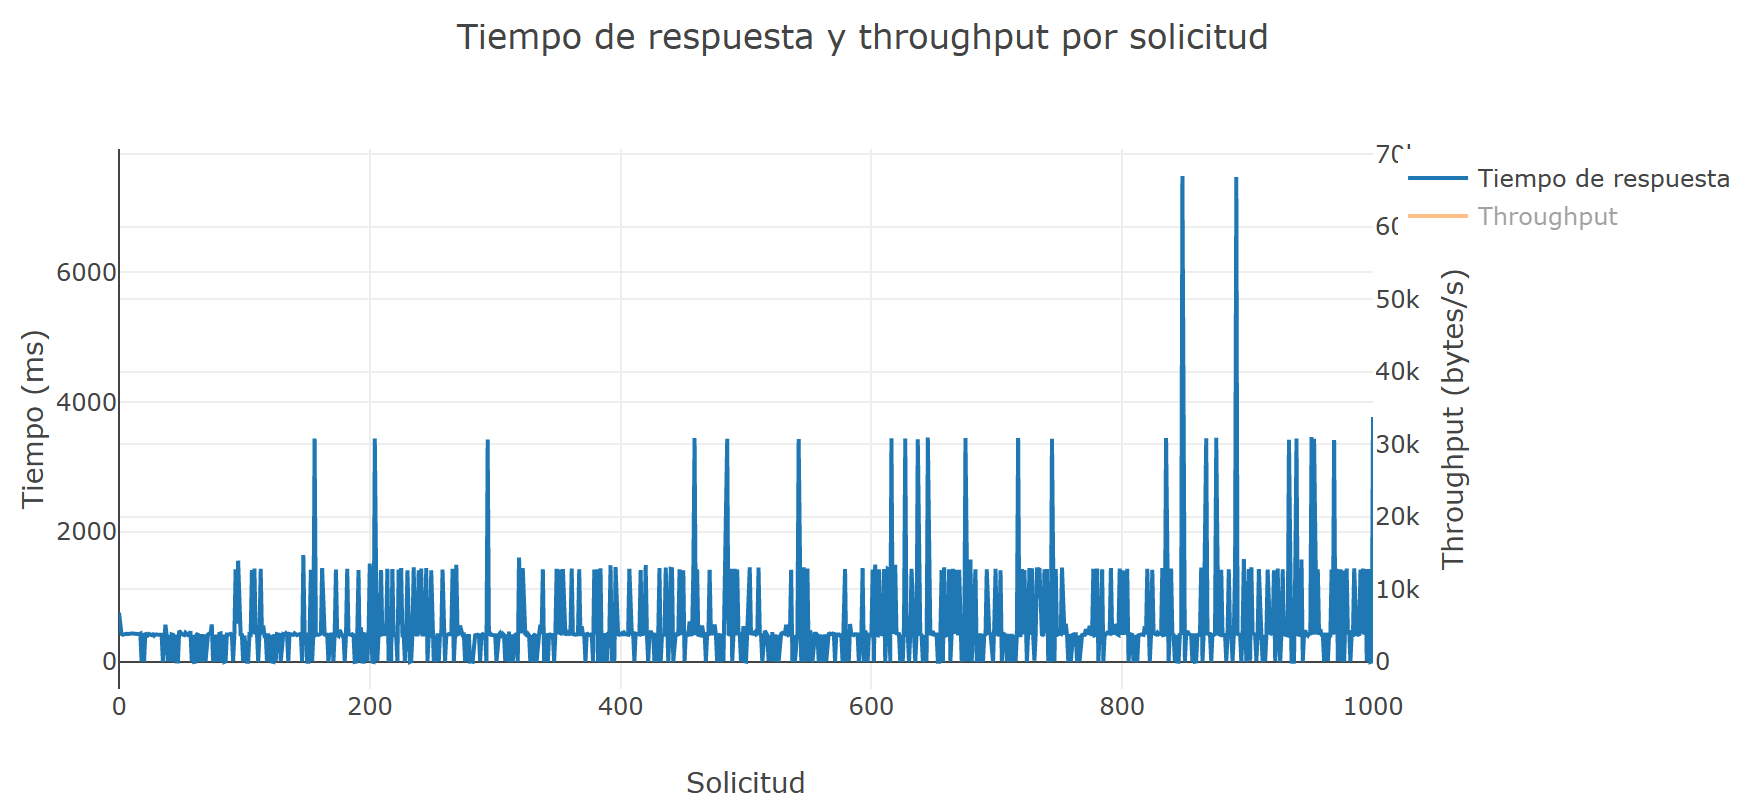 Tiempo de respuesta y throughput por solicitud
Tiempo de respuesta
Throughput
Tiempo (ms)
6000
4000
2000
0
50k
40k
30k
20k
10k
0
Throughput (bytes/s)
0 200 400 600 800 1000
Solicitud